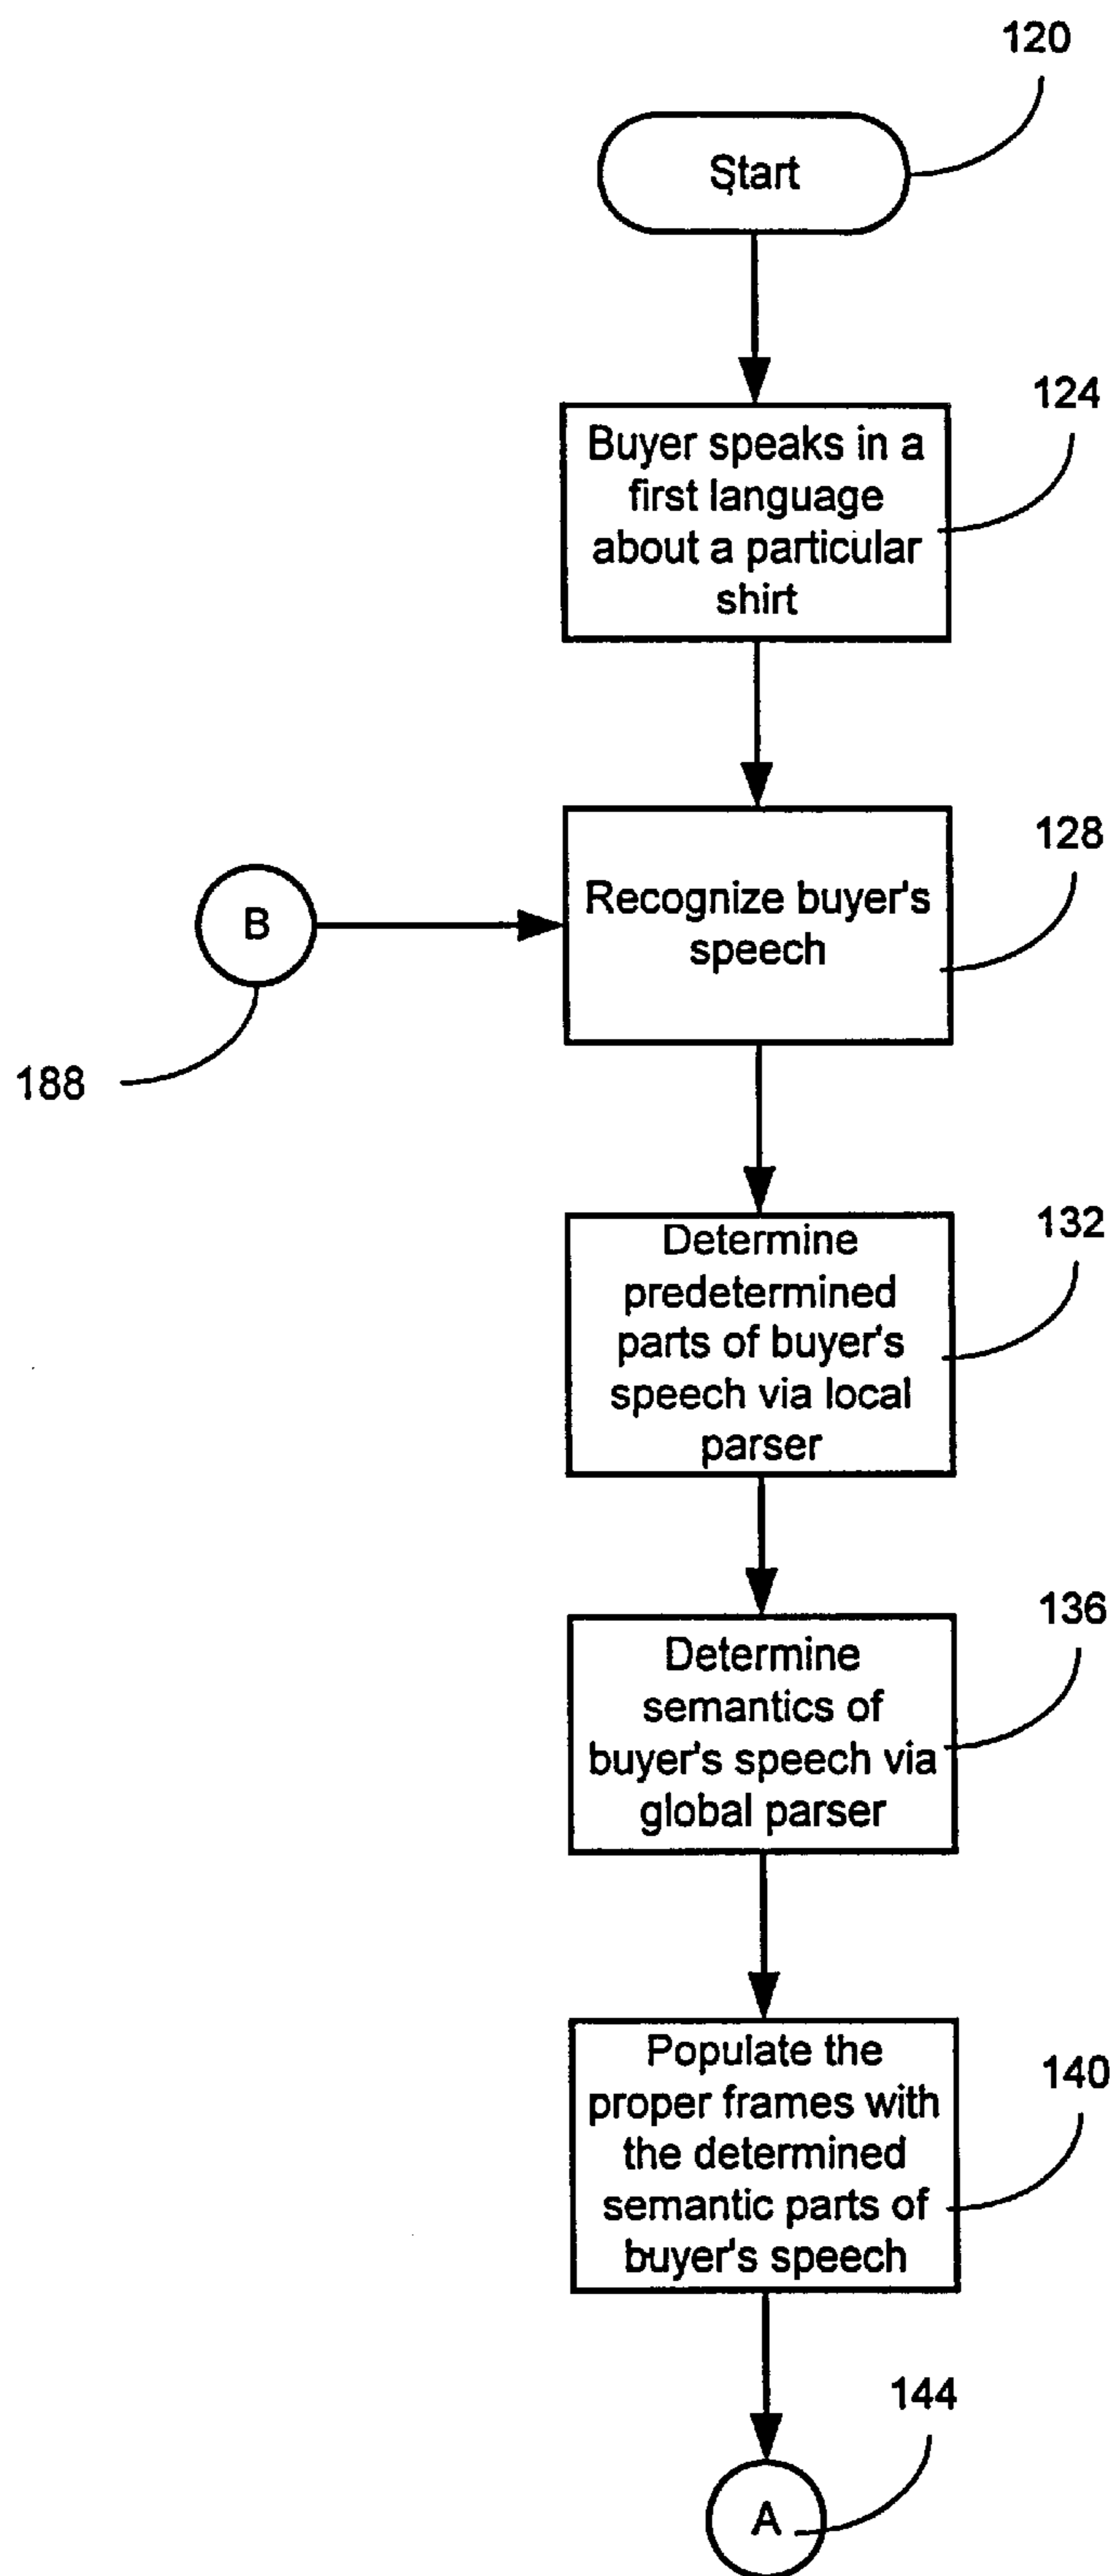 120
Start
124
Buyer speaks in a
first language
about a particular
shirt
128
Recognize buyer's
speech
B
188
132
Determine
predetermined
parts of buyer's
speech via local
parser
136
Determine
semantics of
buyer's speech via
global parser
140
Populate the
proper frames with
the determined
semantic parts of
buyer's speech
144
A